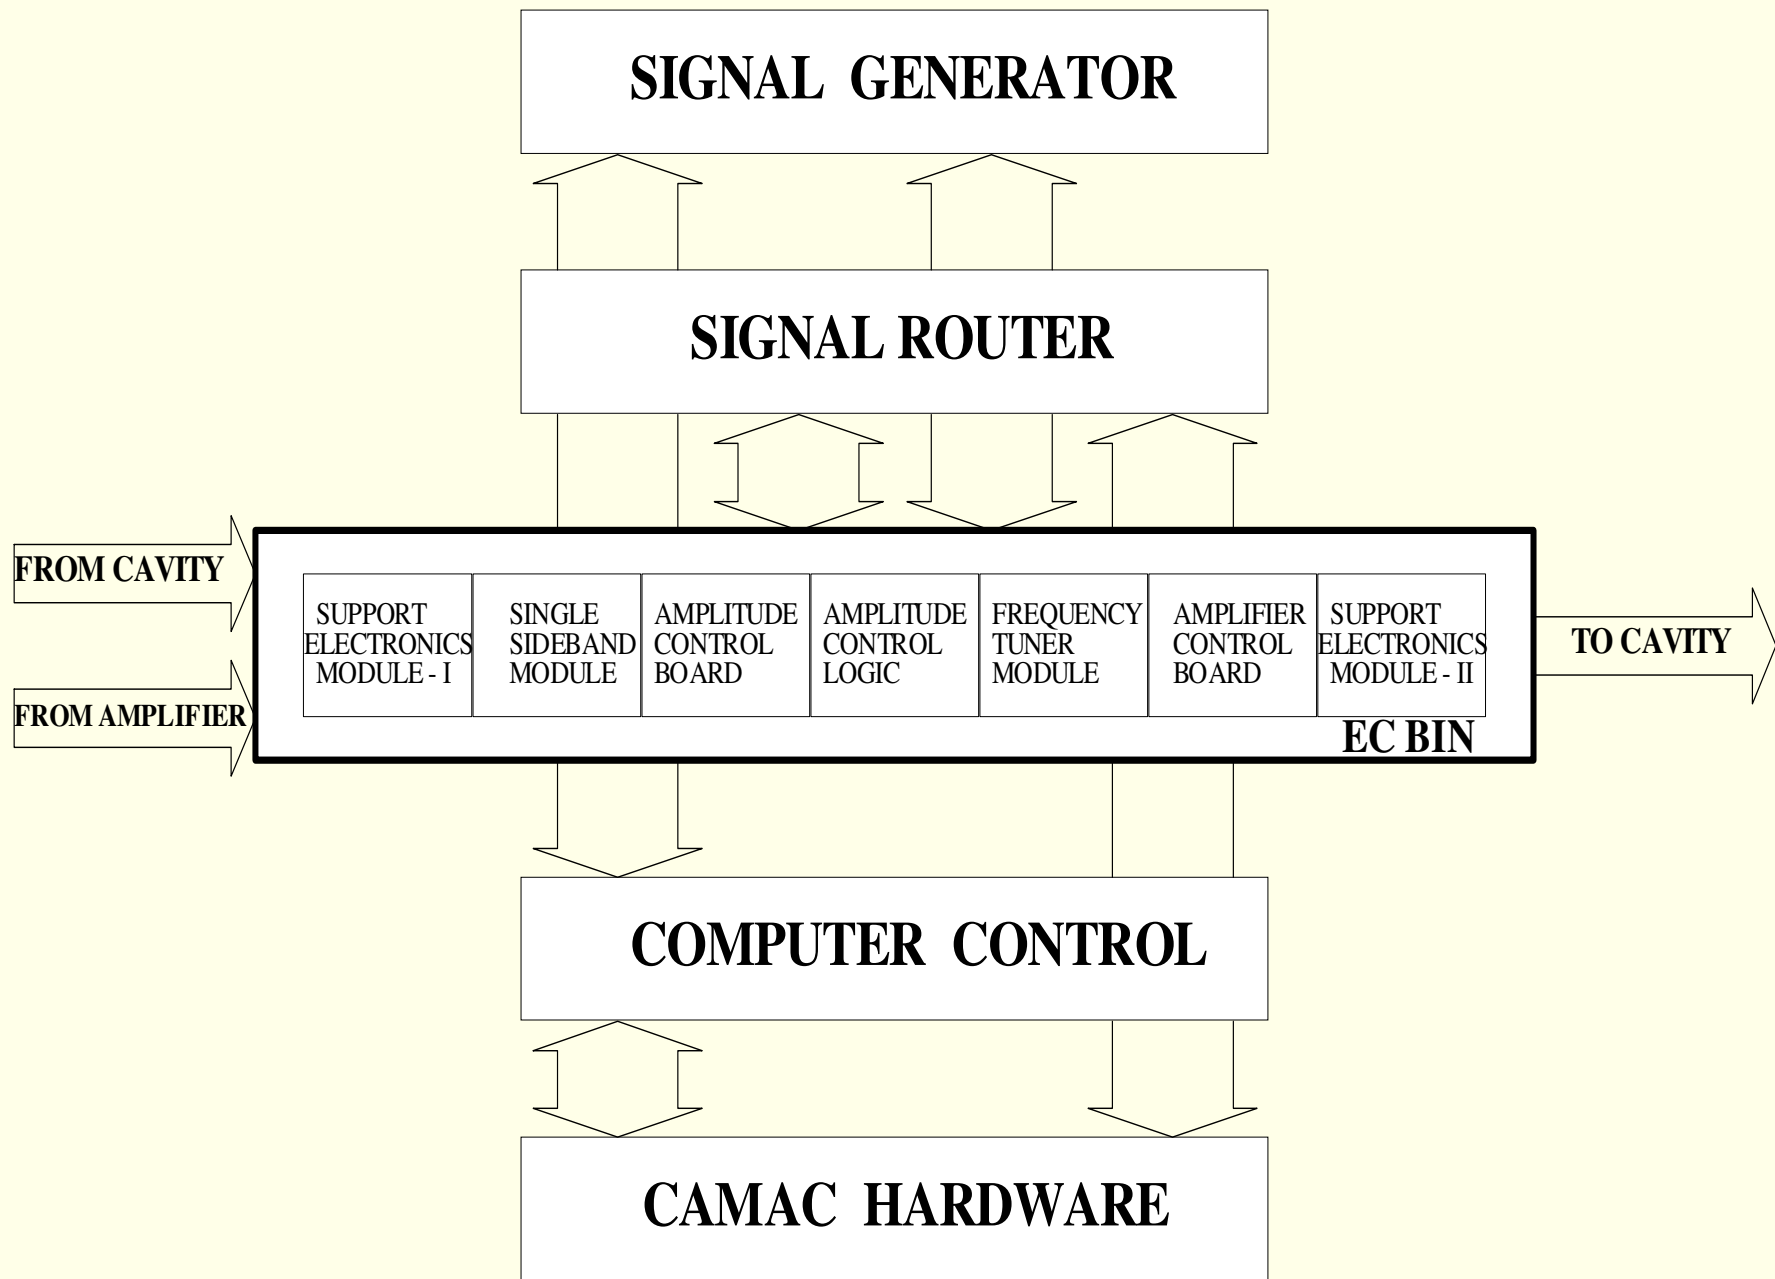 SIGNAL GENERATOR
SIGNAL ROUTER
FROM CAVITY
FROM AMPLIFIER
SUPPORT
ELECTRONICS
MODULE - I
SINGLE
SIDEBAND
MODULE
AMPLITUDE
CONTROL
BOARD
AMPLITUDE
CONTROL
LOGIC
FREQUENCY
TUNER
MODULE
AMPLIFIER
CONTROL
BOARD
SUPPORT
ELECTRONICS
MODULE - II
EC BIN
TO CAVITY
COMPUTER CONTROL
CAMAC HARDWARE